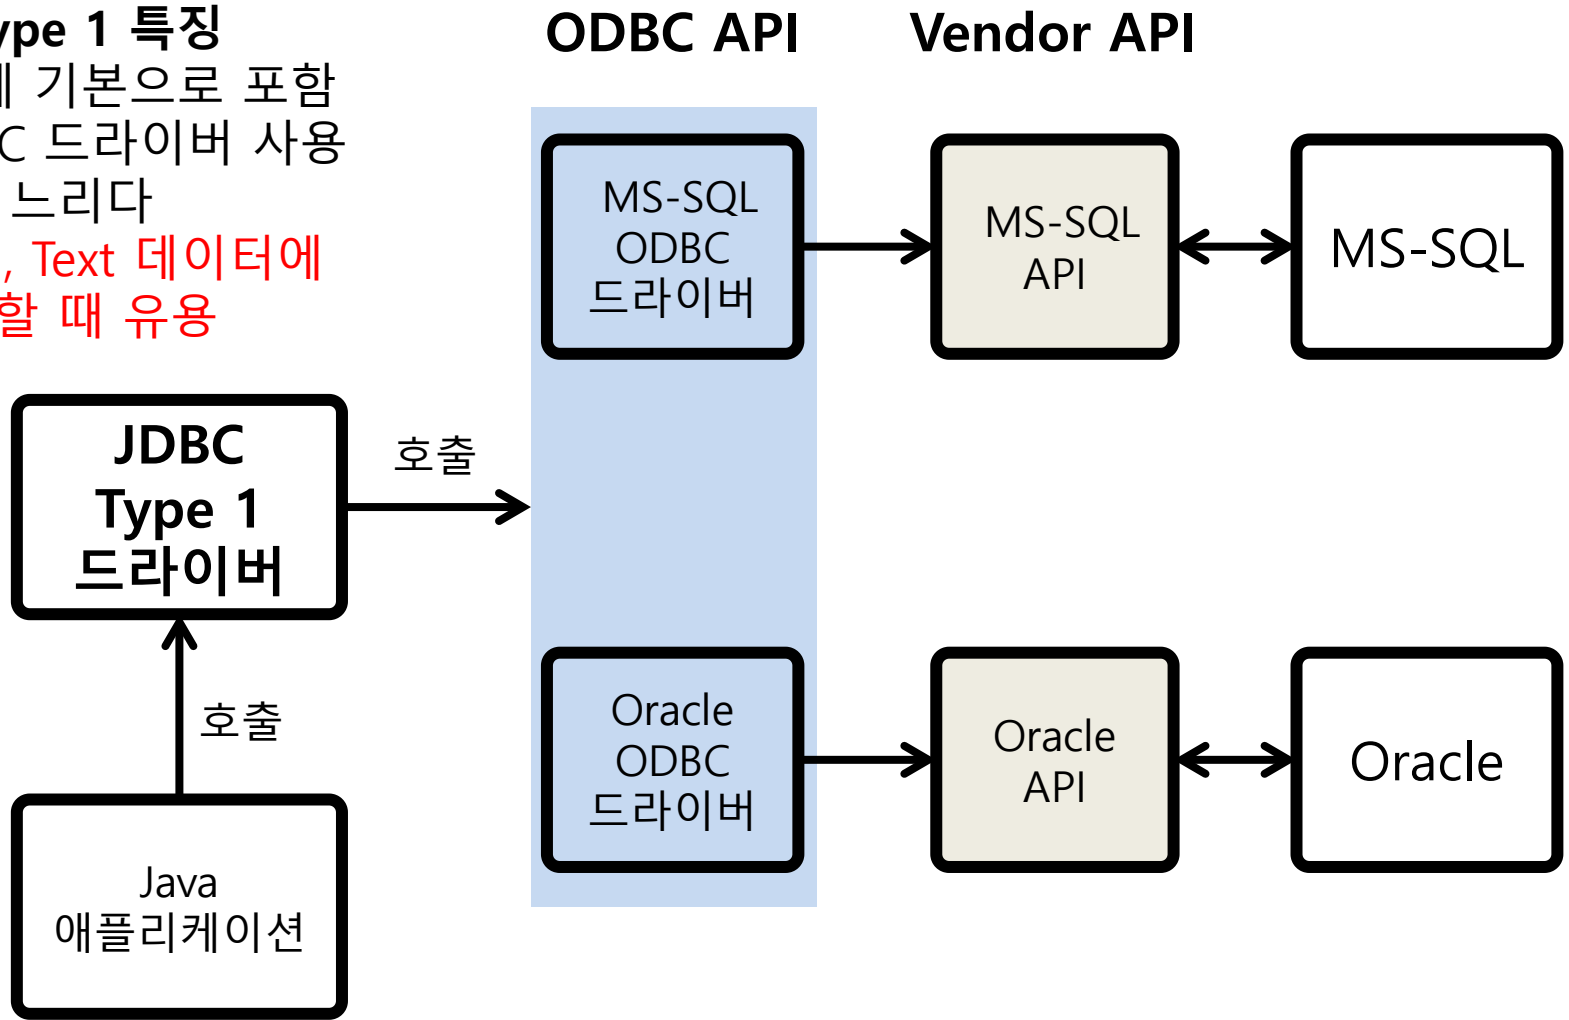 ype 1 특징
기본으로 포함
C 드라이버 사용
느리다
, Text 데이터에
할 때 유용
ODBC API
Vendor API
MS-SQL
ODBC
드라이버
MS-SQL
API
MS-SQL
JDBC
Type 1
드라이버
호출
호출
Oracle
ODBC
드라이버
Oracle
API
Oracle
Java
애플리케이션